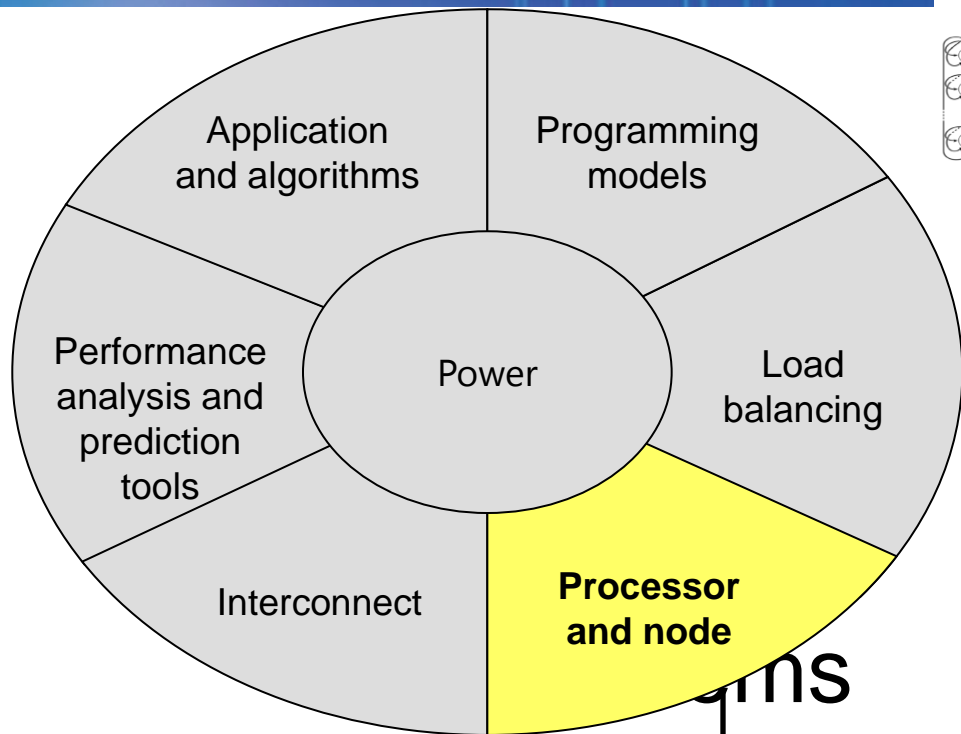 Application
and algorithms
Programming
models
Performance
analysis and
prediction
tools
Power
Load
balancing
Interconnect
Processor
and node